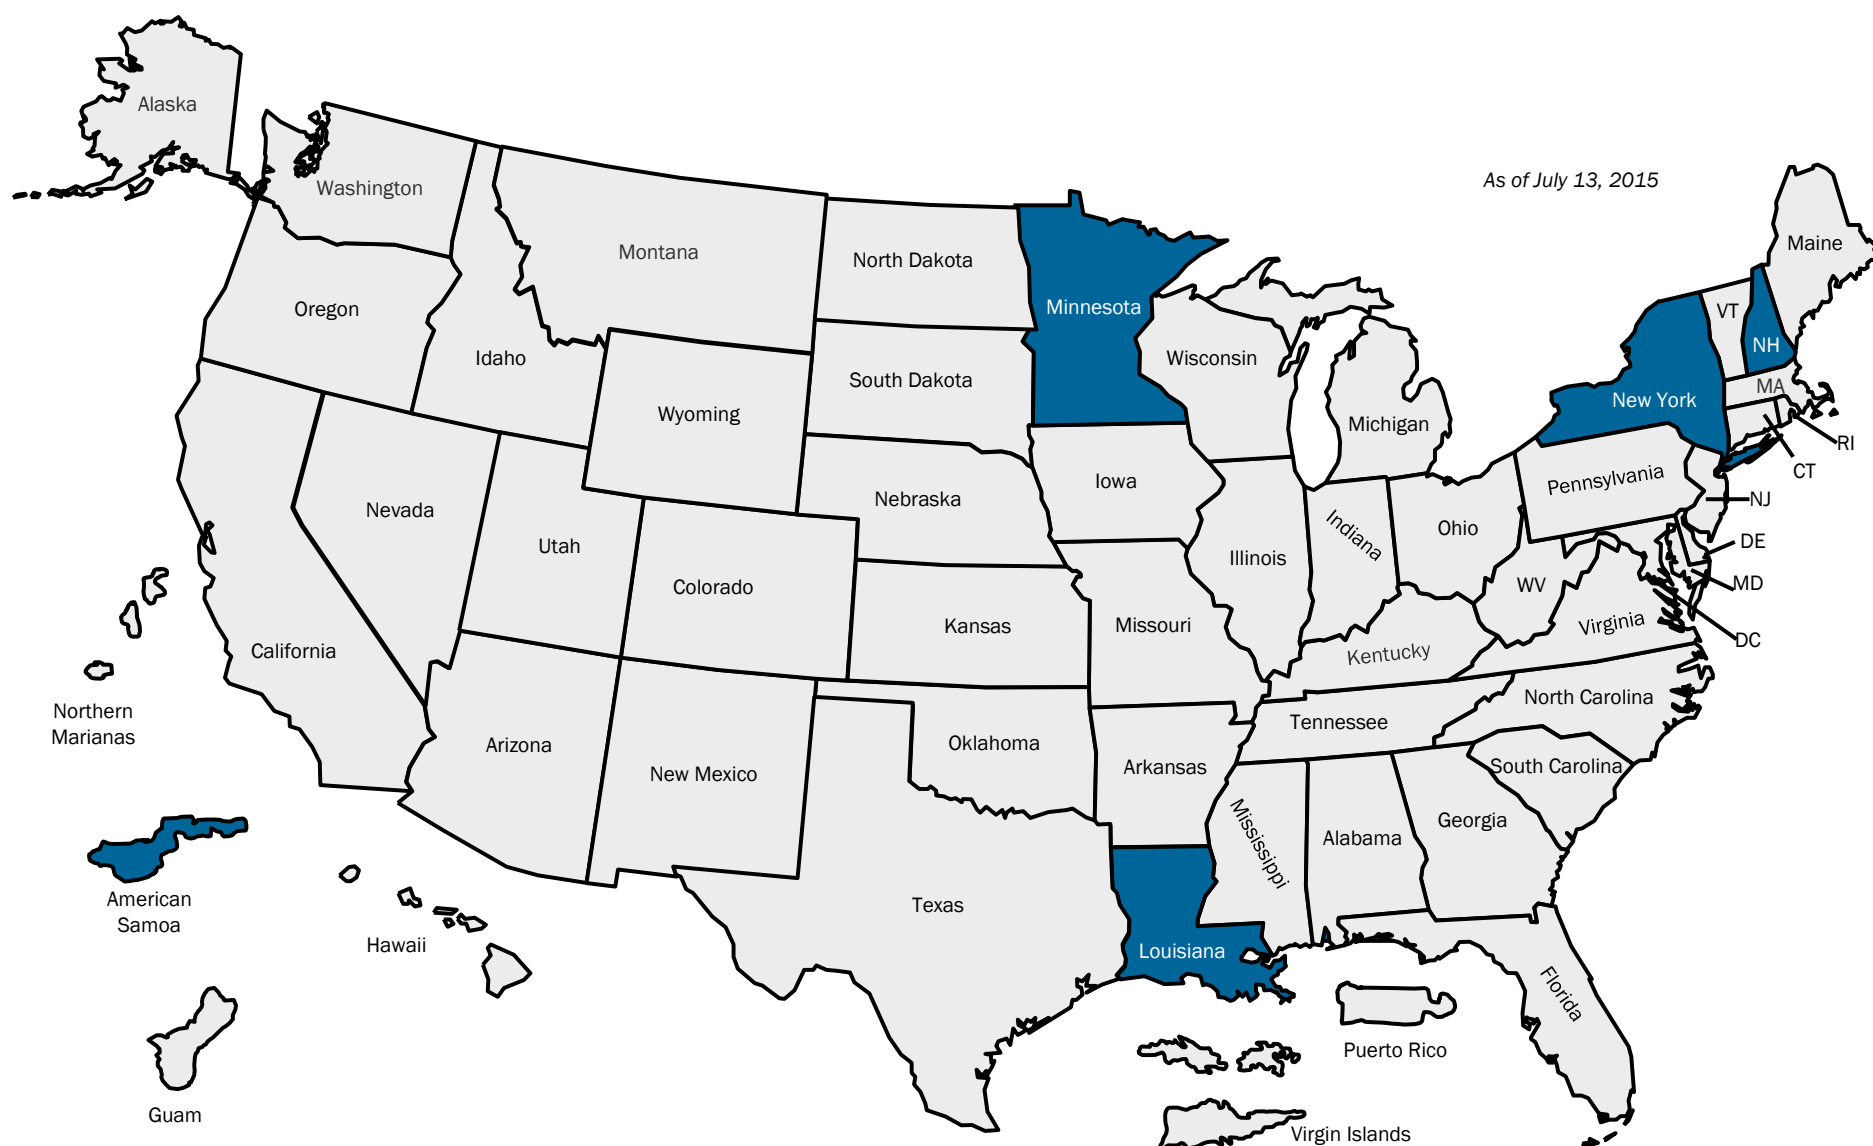 Alaska
Washington
As of July 13, 2015
Maine
Montana
North Dakota
Minnesota
Oregon
VT
NH
Idaho
Wisconsin
South Dakota
MA
New York
Wyoming
Michigan
RI
CT
Iowa
Pennsylvania
Nebraska
NJ
Nevada
Ohio
Indiana
DE
Utah
Illinois
Colorado
WV
MD
Kansas
Missouri
Virginia
DC
California
Kentucky
North Carolina
Northern
Marianas
Tennessee
Arizona
Oklahoma
South Carolina
Arkansas
New Mexico
Georgia
Mississippi
Alabama
American
Samoa
Texas
Hawaii
Louisiana
Florida
Puerto Rico
Guam
Virgin Islands